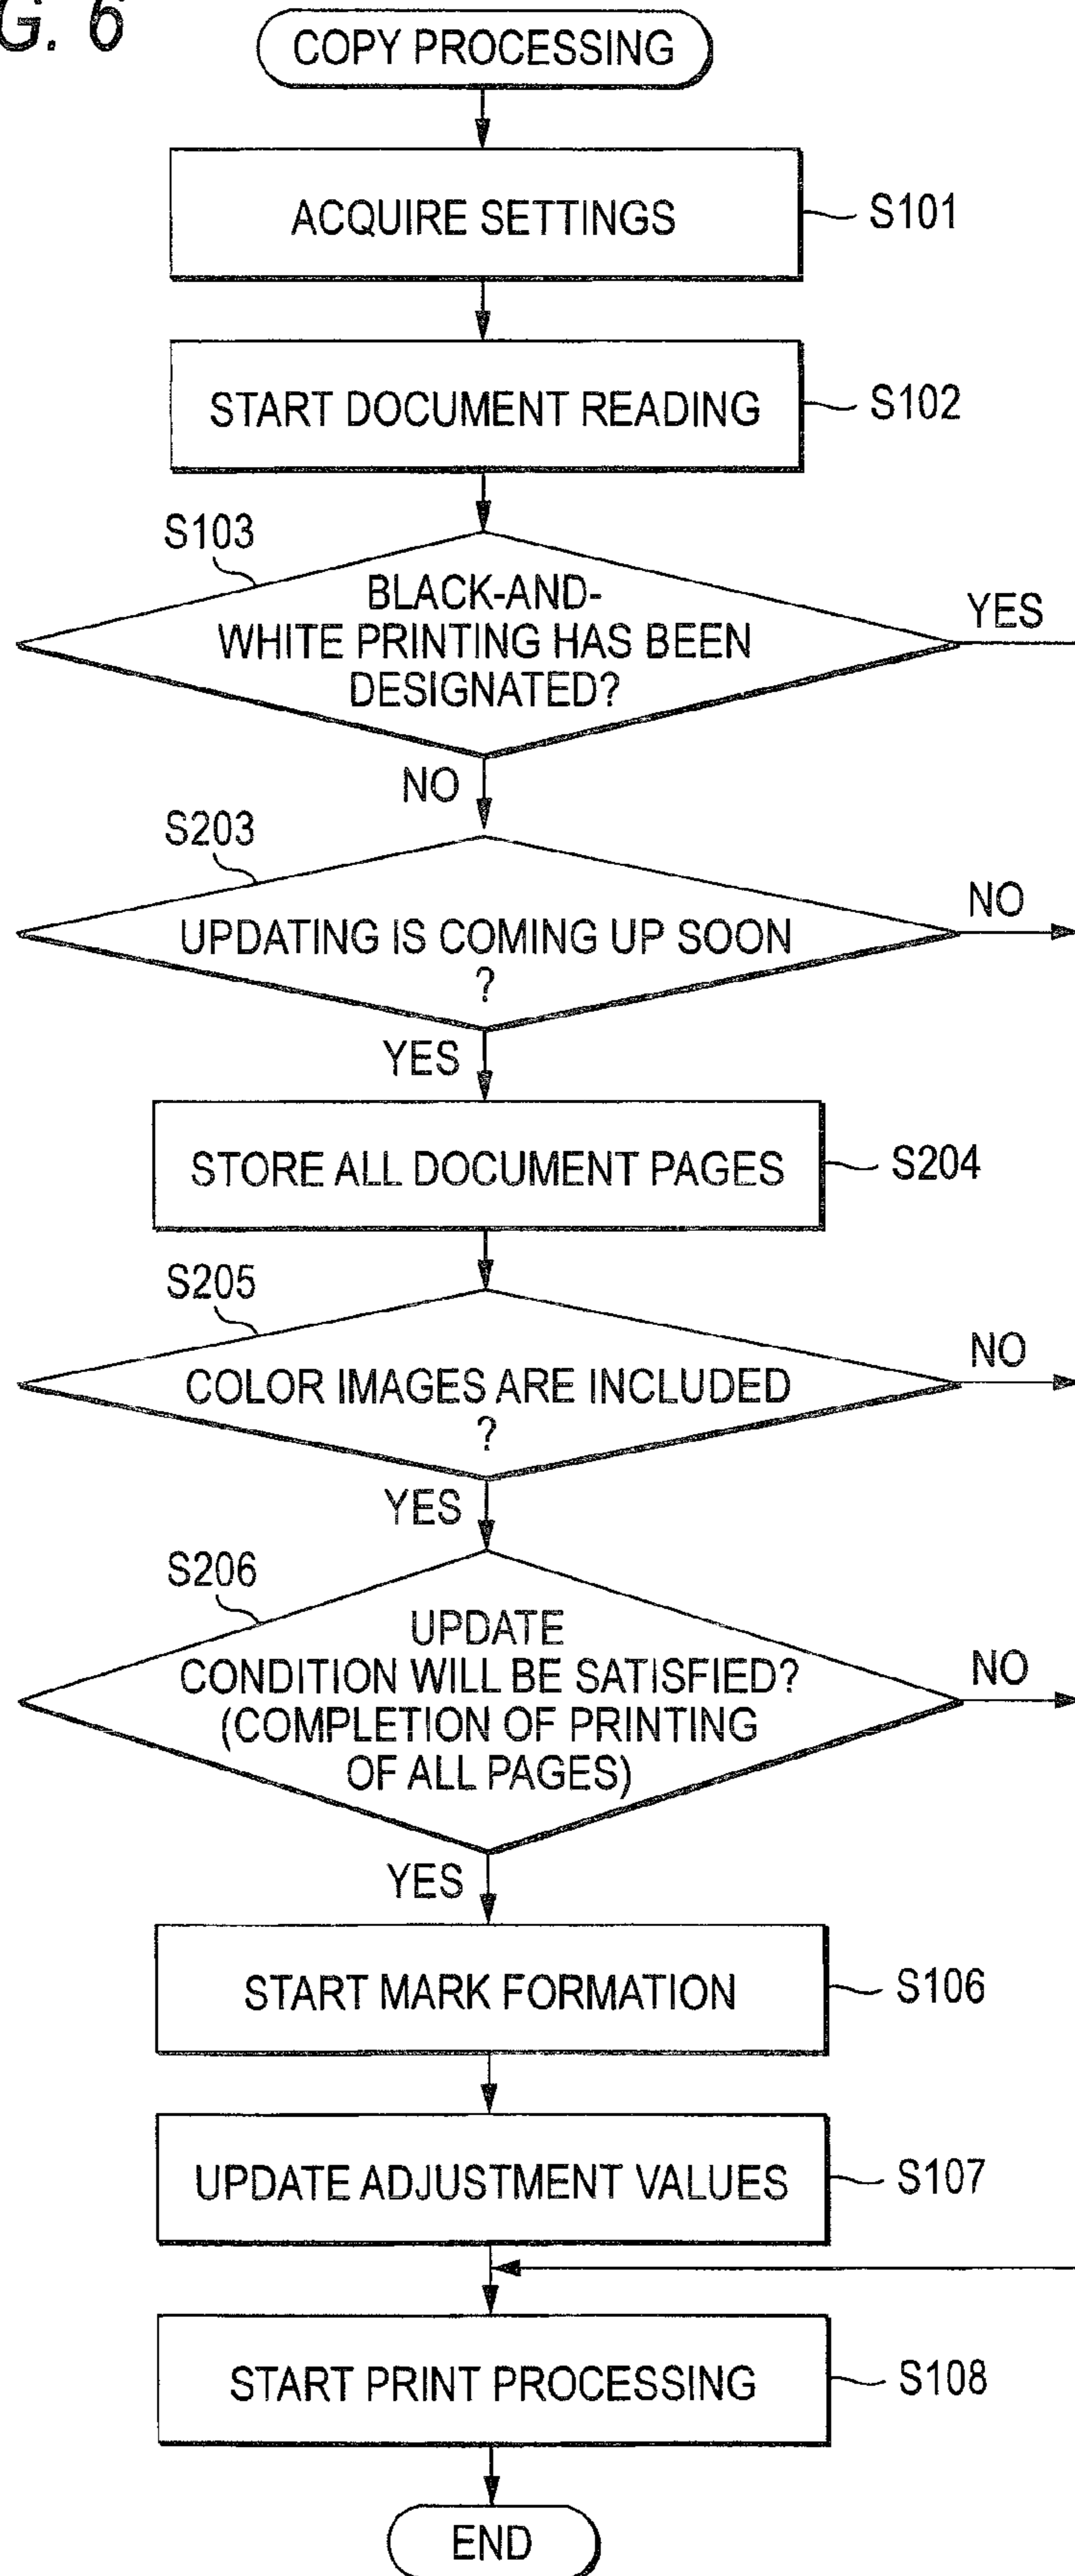 G. 6
COPY PROCESSING
ACQUIRE SETTINGS
S101
START DOCUMENT READING
S102
S103
BLACK-AND-
WHITE PRINTING HAS BEEN
DESIGNATED?
YES
NO
S203
UPDATING IS COMING UP SOON
?
NO
YES
STORE ALL DOCUMENT PAGES
S204
S205
COLOR IMAGES ARE INCLUDED
?
NO
YES
S206
UPDATE
CONDITION WILL BE SATISFIED?
(COMPLETION OF PRINTING
OF ALL PAGES)
NO
YES
START MARK FORMATION
S106
UPDATE ADJUSTMENT VALUES
S107
START PRINT PROCESSING
S108
END